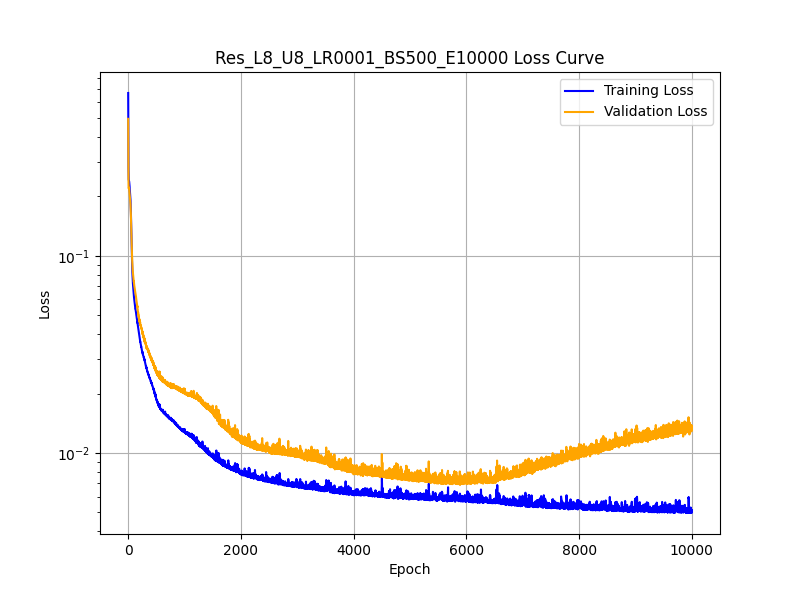 Res_L8_U8_LR0001_BS500_E10000 Loss Curve
Training Loss
Validation Loss
10⁻¹
10⁻²
Loss
0 2000 4000 6000 8000 10000
Epoch